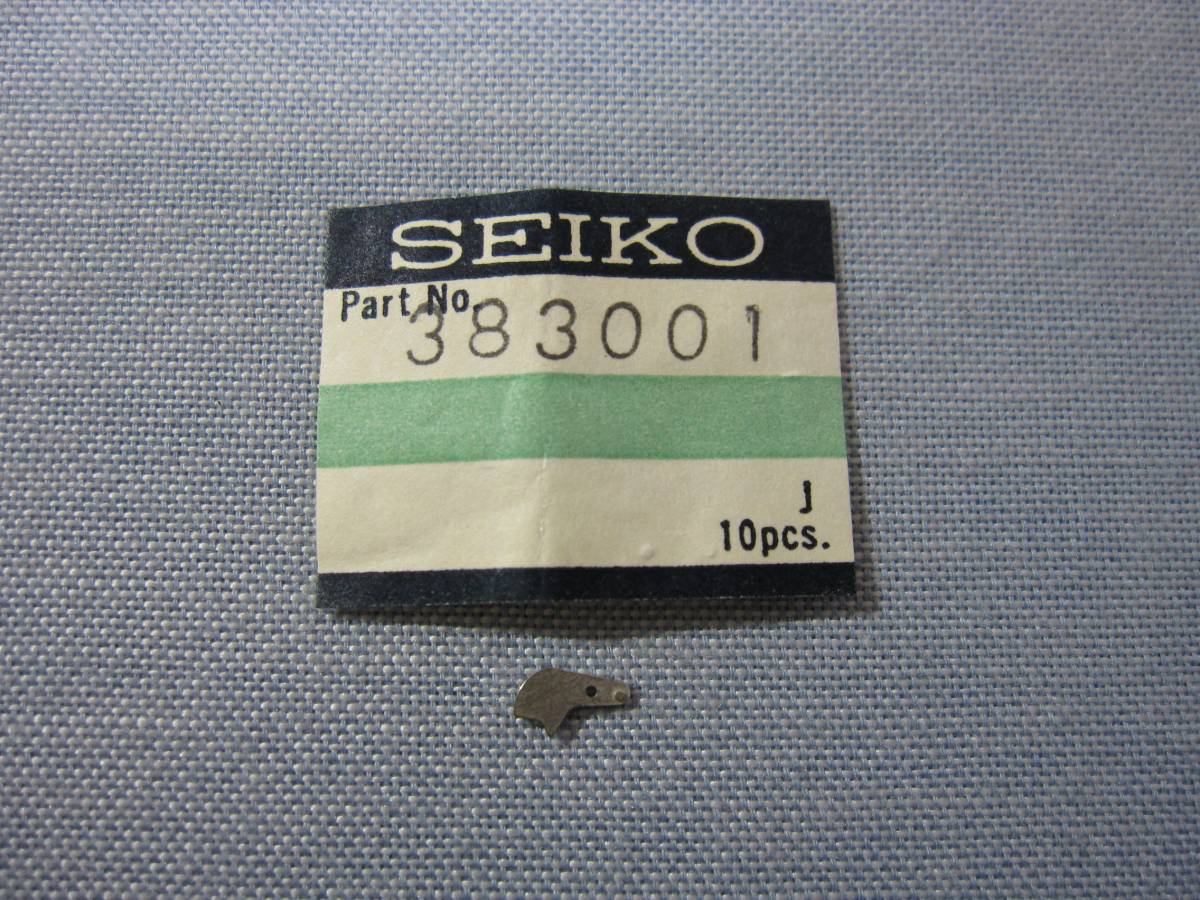 SEIKO
Part No.
383001
J
10pcs.